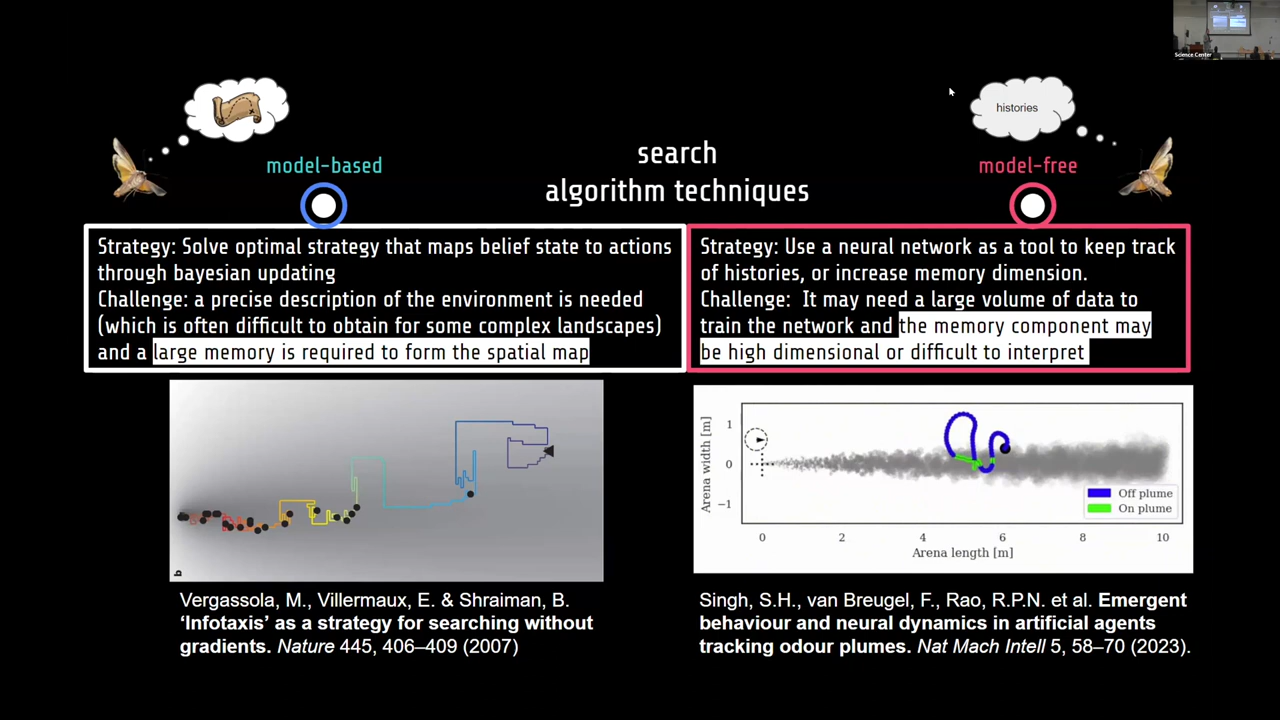 Science Center
histories
model-based
search
algorithm techniques
model-free
Strategy: Solve optimal strategy that maps belief state to actions
through bayesian updating
Challenge: a precise description of the environment is needed
(which is often difficult to obtain for some complex landscapes)
and a large memory is required to form the spatial map
Strategy: Use a neural network as a tool to keep track
of histories, or increase memory dimension.
Challenge: It may need a large volume of data to
train the network and the memory component may
be high dimensional or difficult to interpret
b
Arena width [m]
1
0
−1
Off plume
On plume
0 2 4 6 8 10
Arena length [m]
Vergassola, M., Villermaux, E. & Shraiman, B.
‘Infotaxis’ as a strategy for searching without
gradients. Nature 445, 406–409 (2007)
Singh, S.H., van Breugel, F., Rao, R.P.N. et al. Emergent
behaviour and neural dynamics in artificial agents
tracking odour plumes. Nat Mach Intell 5, 58–70 (2023).